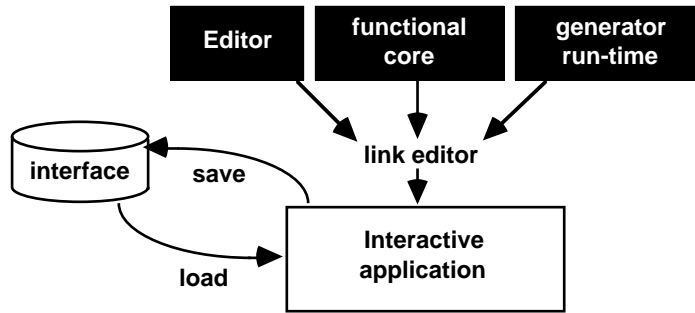 Editor
functional
core
generator
run-time
link editor
interface
save
Interactive
application
load